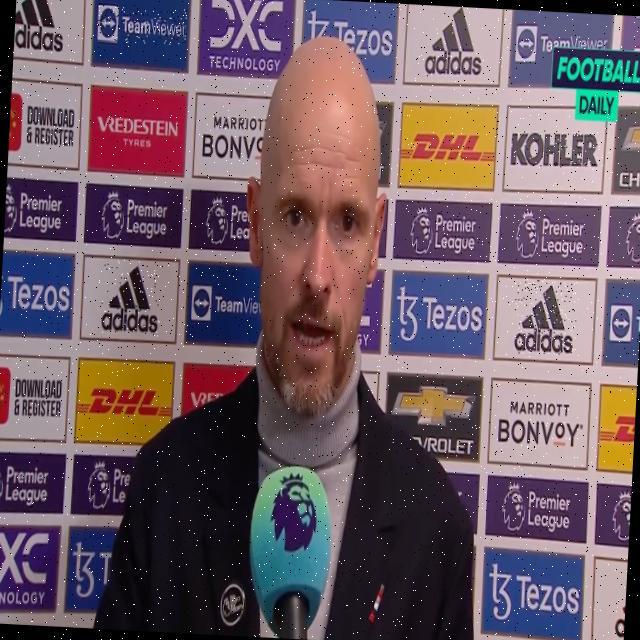 adidas
TeamViewer
DXC
TECHNOLOGY
Tezos
adidas
TeamViewer
FOOTBALL
DAILY
DOWNLOAD
& REGISTER
VREDESTEIN
TYRES
MARRIOTT
BONVOY
DHL
KOHLER
Premier
League
Premier
League
Premier
League
Premier
League
Tezos
adidas
TeamVie
Tezos
adidas
DOWNLOAD
& REGISTER
DHL
VRE
CHEVROLET
MARRIOTT
BONVOY
Premier
League
Premier
League
Premier
League
DXC
TECHNOLOGY
Tezos
Tezos